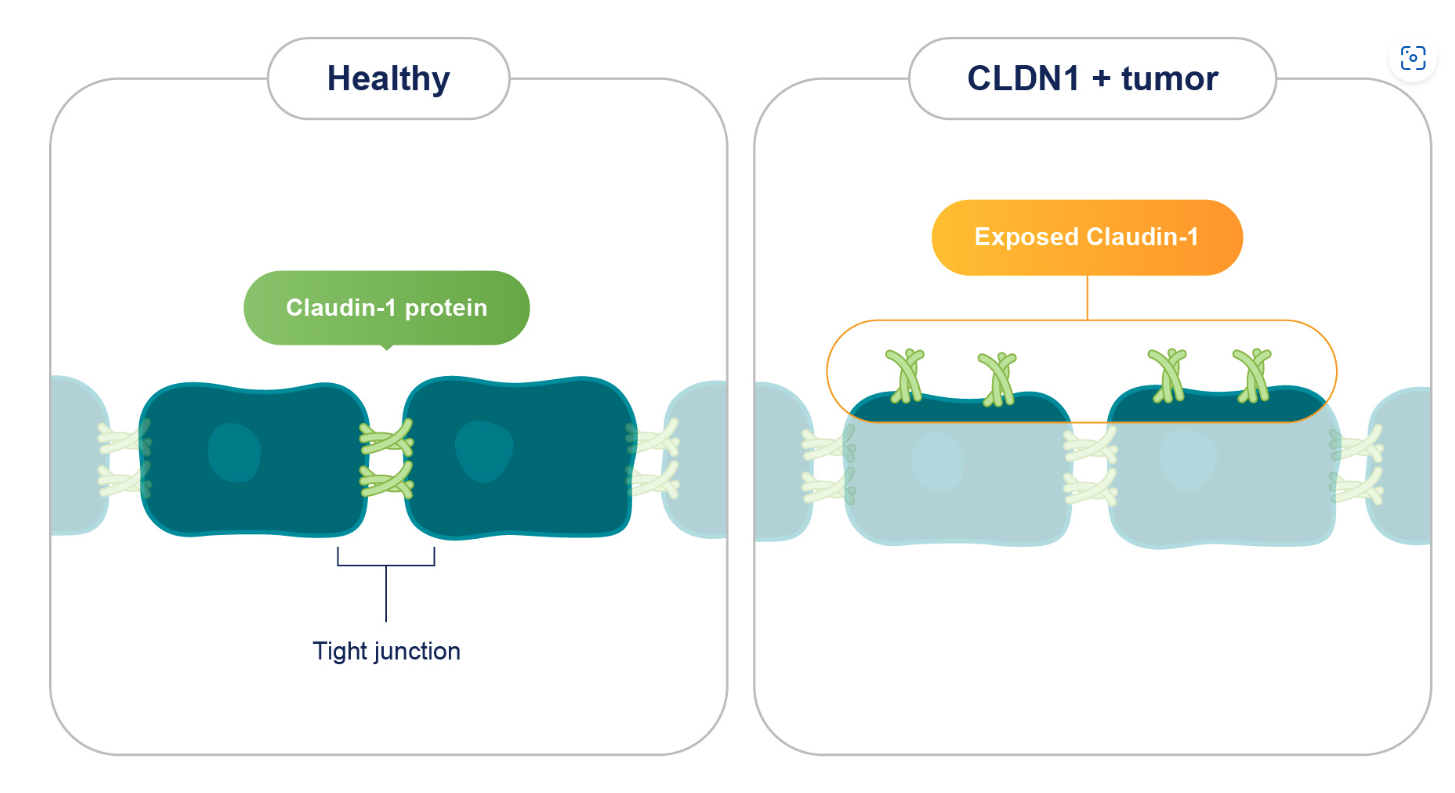 Healthy
Claudin-1 protein
Tight junction
CLDN1 + tumor
Exposed Claudin-1